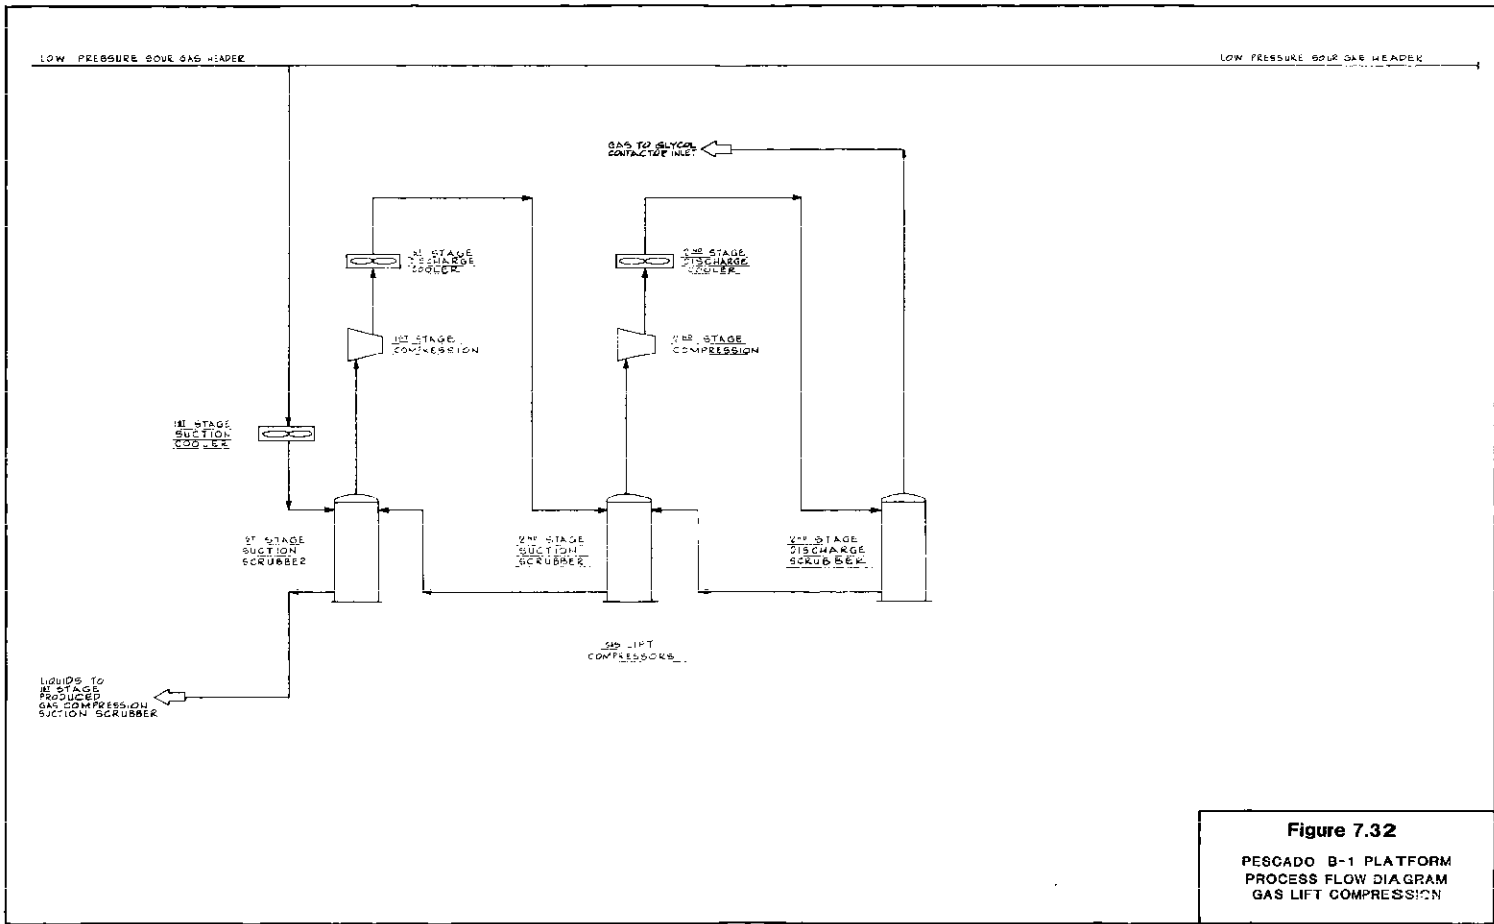 LOW PRESSURE SOUR GAS HEADER
LOW PRESSURE SOUR GAS HEADER
GAS TO GLYCOL
CONTACTOR INLET
1ST STAGE
DISCHARGE
COOLER
2ND STAGE
DISCHARGE
COOLER
1ST STAGE
COMPRESSION
2ND STAGE
COMPRESSION
1ST STAGE
SUCTION
COOLER
1ST STAGE
SUCTION
SCRUBBER
2ND STAGE
SUCTION
SCRUBBER
2ND STAGE
DISCHARGE
SCRUBBER
GAS LIFT
COMPRESSORS
LIQUIDS TO
1ST STAGE
PRODUCED
GAS COMPRESSION
SUCTION SCRUBBER
Figure 7.32
PESCADO B-1 PLATFORM
PROCESS FLOW DIAGRAM
GAS LIFT COMPRESSION